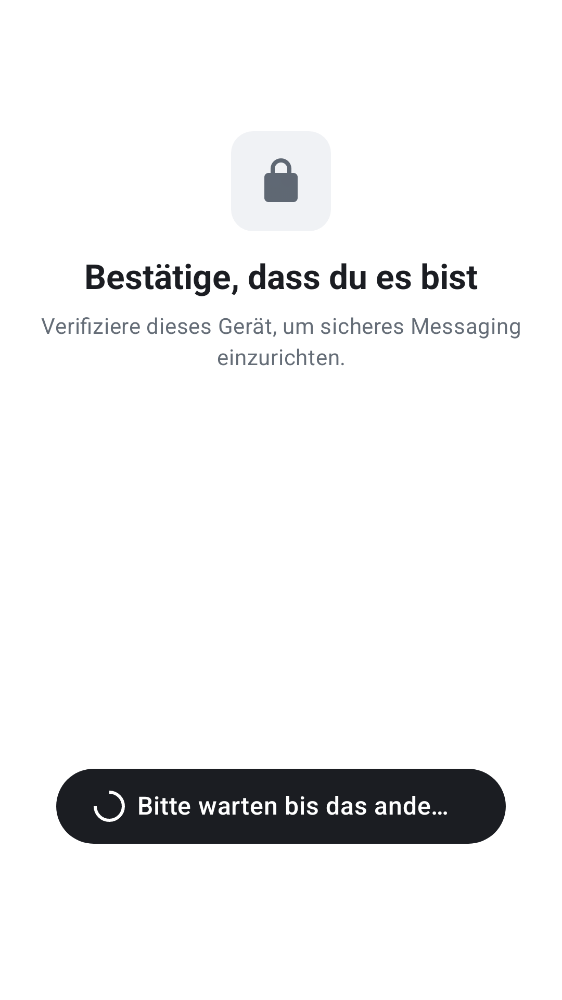 Bestätige, dass du es bist
Verifiziere dieses Gerät, um sicheres Messaging
einzurichten.
Bitte warten bis das ande…